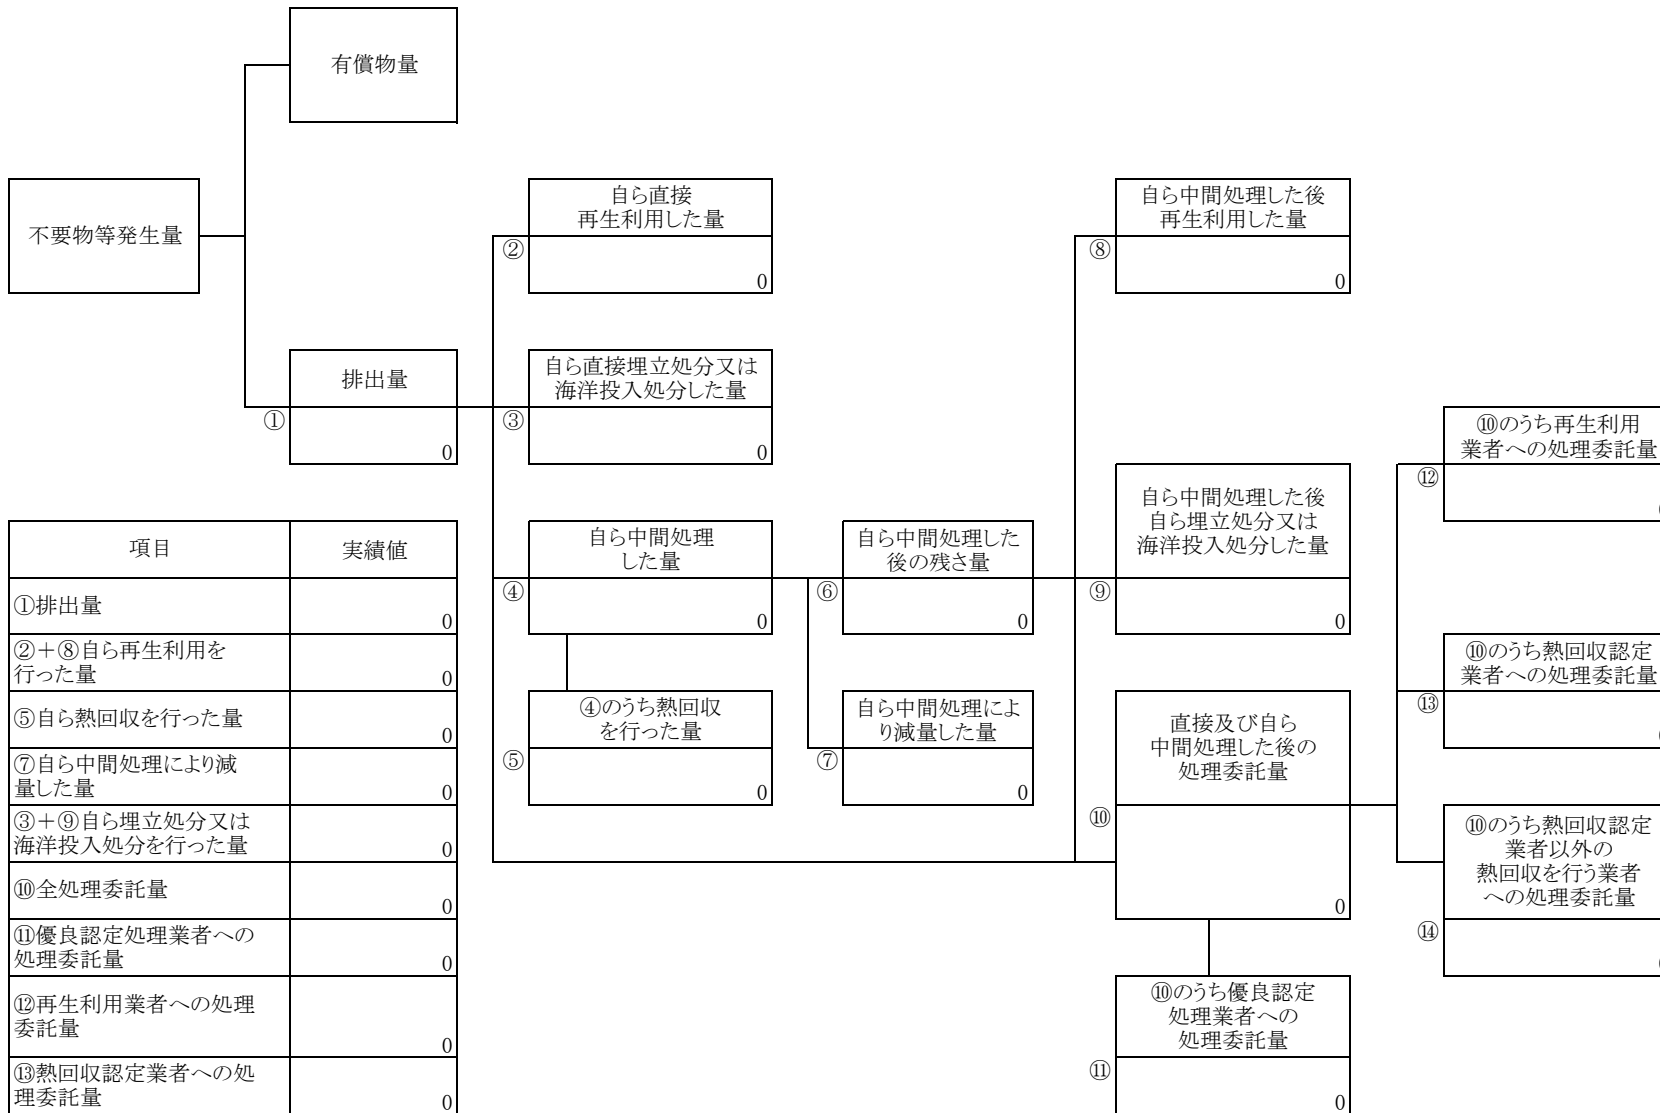 有償物量
不要物等発生量
自ら直接
再生利用した量
②
0
自ら中間処理した後
再生利用した量
⑧
0
排出量
①
0
自ら直接埋立処分又は
海洋投入処分した量
③
0
⑩のうち再生利用
業者への処理委託量
⑫
自ら中間処理した後
自ら埋立処分又は
海洋投入処分した量
⑨
0
自ら中間処理
した量
④
0
自ら中間処理した
後の残さ量
⑥
0
⑩のうち熱回収認定
業者への処理委託量
⑬
④のうち熱回収
を行った量
⑤
0
自ら中間処理によ
り減量した量
⑦
0
直接及び自ら
中間処理した後の
処理委託量
⑩
0
⑩のうち熱回収認定
業者以外の
熱回収を行う業者
への処理委託量
⑭
⑩のうち優良認定
処理業者への
処理委託量
⑪
0
項目 実績値
①排出量 0
②+⑧自ら再生利用を
行った量 0
⑤自ら熱回収を行った量 0
⑦自ら中間処理により減
量した量 0
③+⑨自ら埋立処分又は
海洋投入処分を行った量 0
⑩全処理委託量 0
⑪優良認定処理業者への
処理委託量 0
⑫再生利用業者への処理
委託量 0
⑬熱回収認定業者への処
理委託量 0